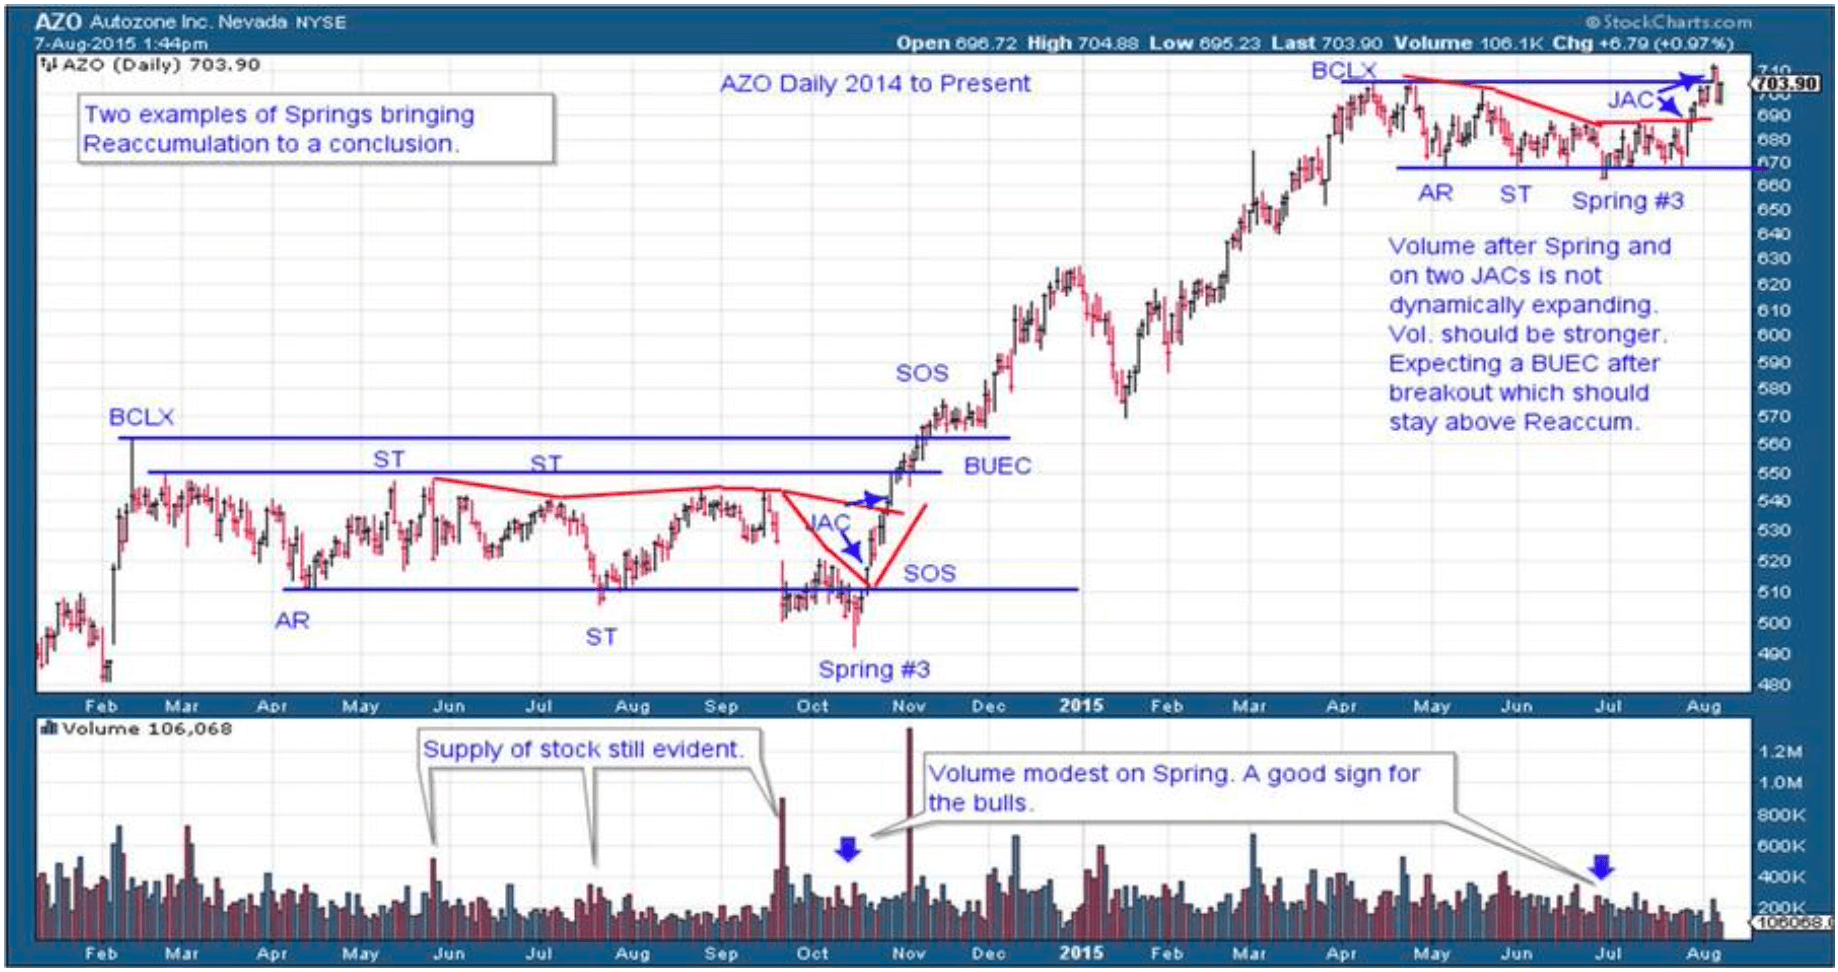 AZO Autozone Inc. Nevada NYSE
© StockCharts.com
7-Aug-2015 1:44pm
Open 696.72 High 704.88 Low 695.23 Last 703.90 Volume 106.1K Chg +6.79 (+0.97%)
AZO (Daily) 703.90
AZO Daily 2014 to Present
Two examples of Springs bringing
Reaccumulation to a conclusion.
BCLX
JAC
AR
ST
Spring #3
Volume after Spring and
on two JACs is not
dynamically expanding.
Vol. should be stronger.
Expecting a BUEC after
breakout which should
stay above Reaccum.
SOS
BCLX
ST
ST
BUEC
JAC
SOS
AR
ST
Spring #3
710
703.90
700
690
680
670
660
650
640
630
620
610
600
590
580
570
560
550
540
530
520
510
500
490
480
Feb Mar Apr May Jun Jul Aug Sep Oct Nov Dec 2015 Feb Mar Apr May Jun Jul Aug
Volume 106,068
Supply of stock still evident.
Volume modest on Spring. A good sign for
the bulls.
1.2M
1.0M
800K
600K
400K
200K
106068.0
Feb Mar Apr May Jun Jul Aug Sep Oct Nov Dec 2015 Feb Mar Apr May Jun Jul Aug